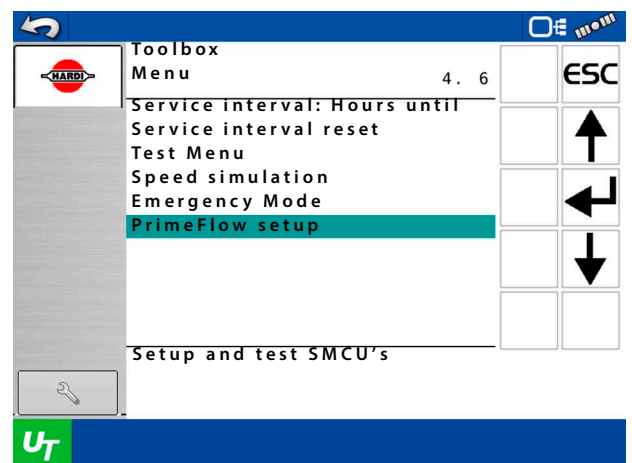 Toolbox
HARDI
Menu
4. 6
ESC
Service interval: Hours until
Service interval reset
Test Menu
Speed simulation
Emergency Mode
PrimeFlow setup
Setup and test SMCU's
UT